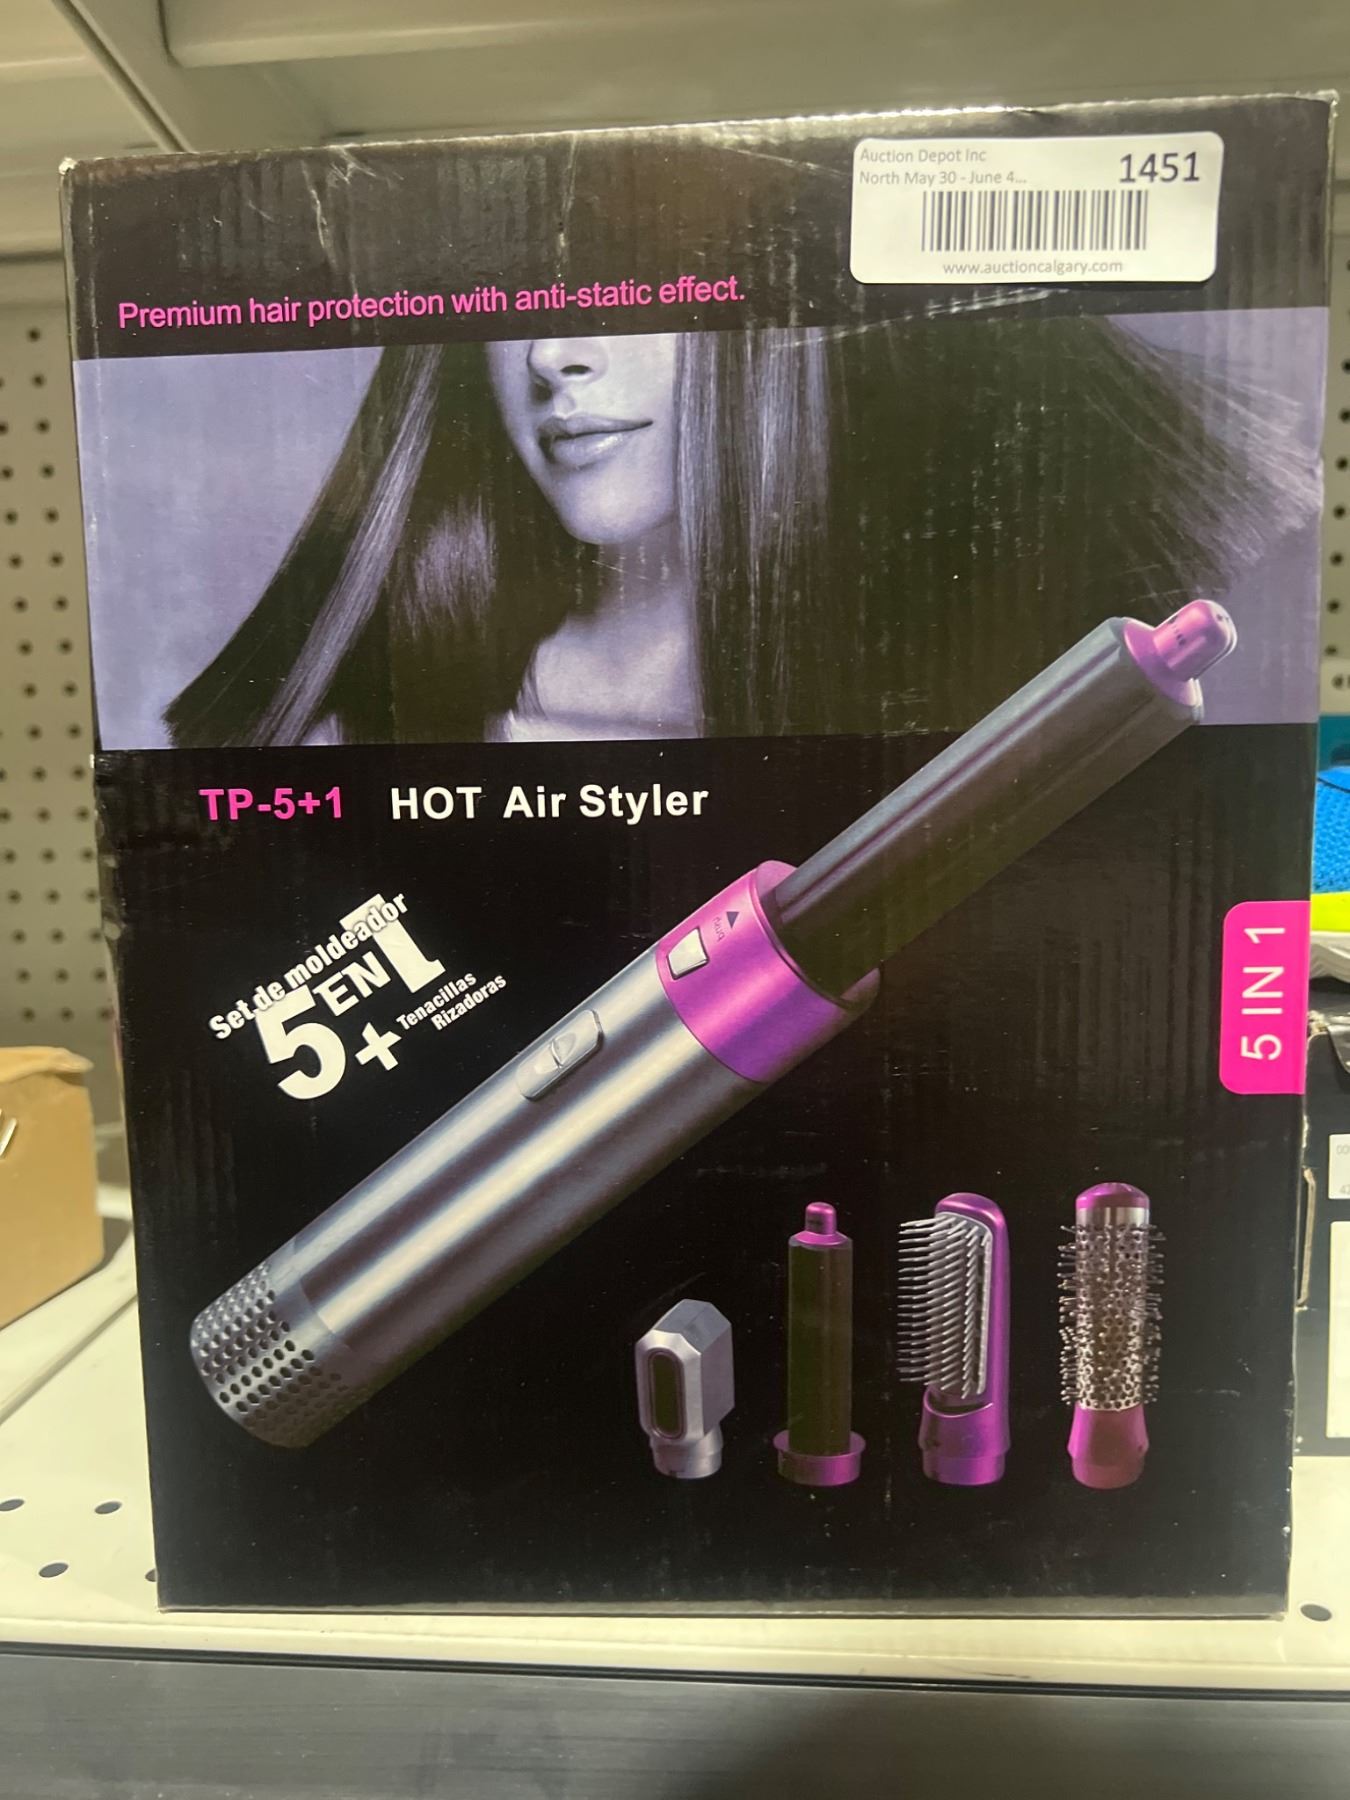 Auction Depot Inc
North May 30 - June 4...
1451
www.auctioncalgary.com
Premium hair protection with anti-static effect.
TP-5+1 HOT Air Styler
Set de moldeador
5 EN 1
+ Tenacillas
Rizadoras
5 IN 1